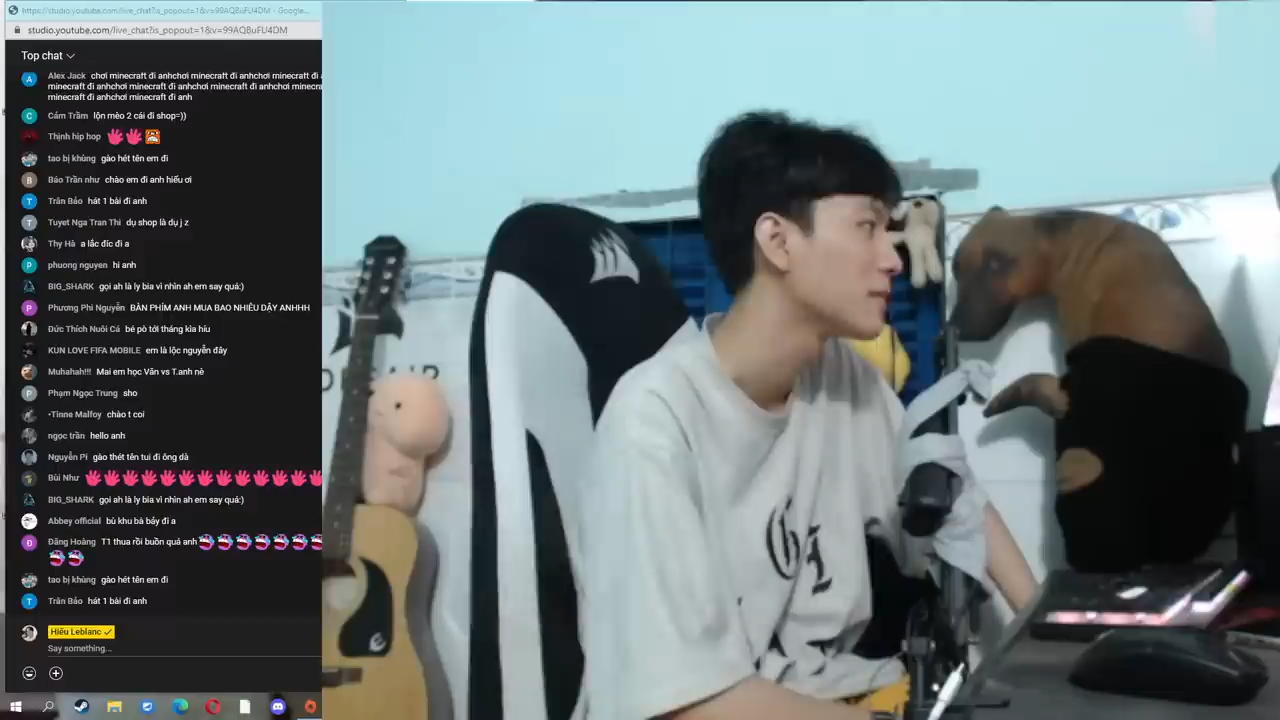 https://studio.youtube.com/live_chat?is_popout=1&v=99AQBuFU4DM - Google...
studio.youtube.com/live_chat?is_popout=1&v=99AQBuFU4DM
Top chat
Alex Jack chơi minecraft đi anhchơi minecraft đi anhchơi minecraft đi
minecraft đi anhchơi minecraft đi anhchơi minecraft đi anhchơi
minecraft đi anhchơi minecraft đi anh
Cám Trầm lộn mèo 2 cái đi shop=))
Thịnh hip hop
tao bị khùng gào hét tên em đi
Bảo Trần như chào em đi anh hiếu ơi
Trân Bảo hát 1 bài đi anh
Tuyet Nga Tran Thi dụ shop là dụ j z
Thy Hà a lắc đíc đi a
phuong nguyen hi anh
BIG_SHARK gọi ah là ly bia vì nhìn ah em say quá:)
Phương Phi Nguyễn BÀN PHÍM ANH MUA BAO NHIÊU DẬY ANHHH
Đức Thích Nuôi Cá bé pò tới tháng kìa híu
KUN LOVE FIFA MOBILE em là lộc nguyễn đây
Muhahah!!! Mai em học Văn vs T.anh nè
Phạm Ngọc Trung sho
•Tinne Malfoy chào t coi
ngọc trần hello anh
Nguyễn Pi gào thét tên tui đi ông dà
Bùi Như
BIG_SHARK gọi ah là ly bia vì nhìn ah em say quá:)
Abbey official bù khu bà bảy đi a
Đăng Hoàng T1 thua rồi buồn quá anh
tao bị khùng gào hét tên em đi
Trân Bảo hát 1 bài đi anh
Hiếu Leblanc
Say something...